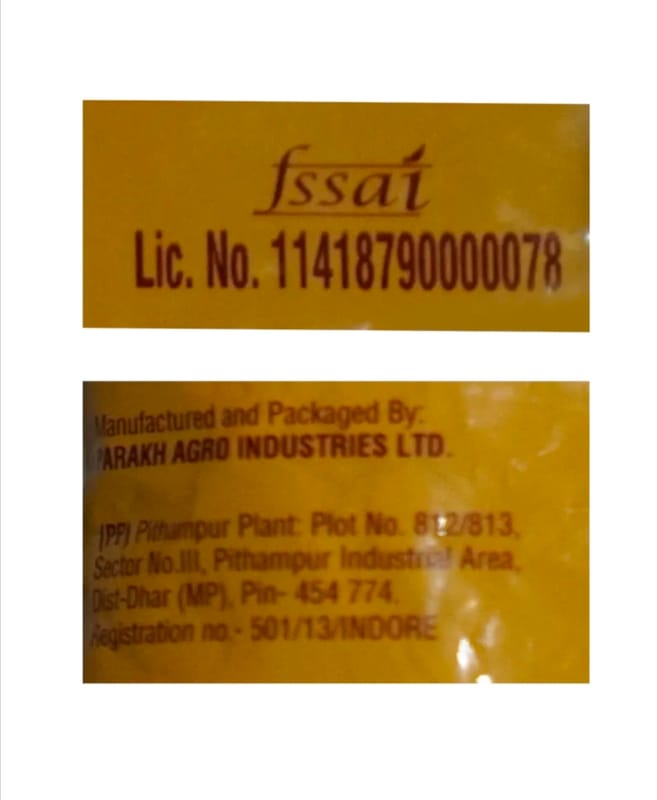 fssai
Lic. No. 11418790000078
Manufactured and Packaged By:
PARAKH AGRO INDUSTRIES LTD.
(PP) Pithampur Plant: Plot No. 812/813,
Sector No.III, Pithampur Industrial Area,
Dist-Dhar (MP), Pin- 454 774.
Registration no.- 501/13/INDORE